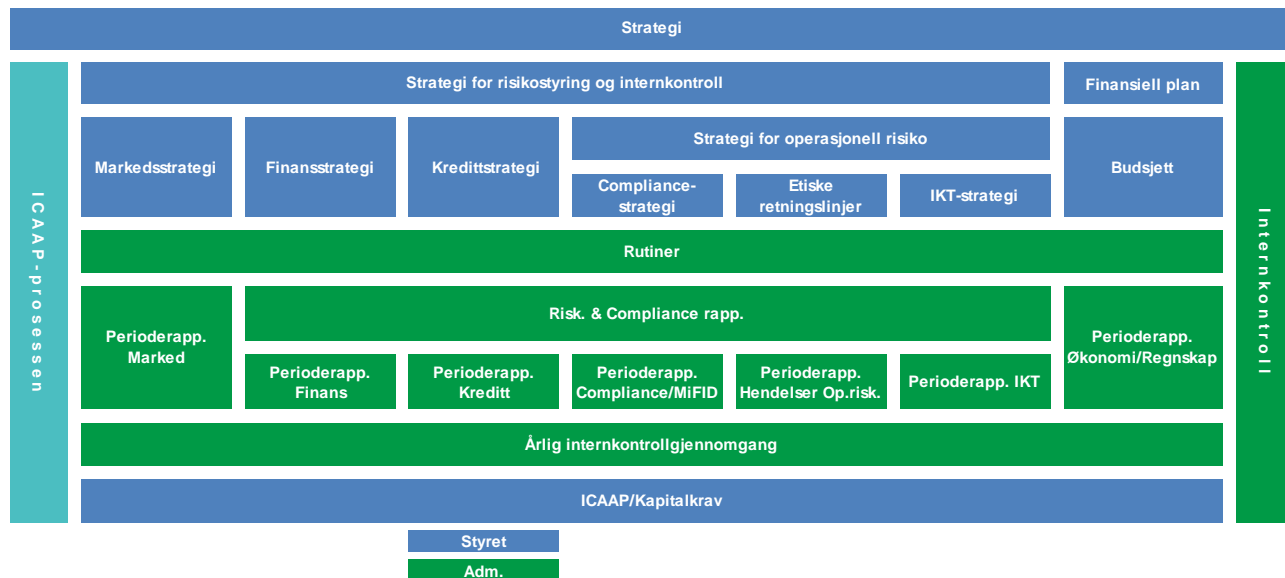 Strategi
ICAAP-prosessen
Strategi for risikostyring og internkontroll
Finansiell plan
Internkontroll
Markedsstrategi
Finansstrategi
Kredittstrategi
Strategi for operasjonell risiko
Compliance-
strategi
Etiske
retningslinjer
IKT-strategi
Budsjett
Rutiner
Perioderapp.
Marked
Risk. & Compliance rapp.
Perioderapp.
Finans
Perioderapp.
Kreditt
Perioderapp.
Compliance/MiFID
Perioderapp.
Hendelser Op.risk.
Perioderapp. IKT
Perioderapp.
Økonomi/Regnskap
Årlig internkontrollgjennomgang
ICAAP/Kapitalkrav
Styret
Adm.